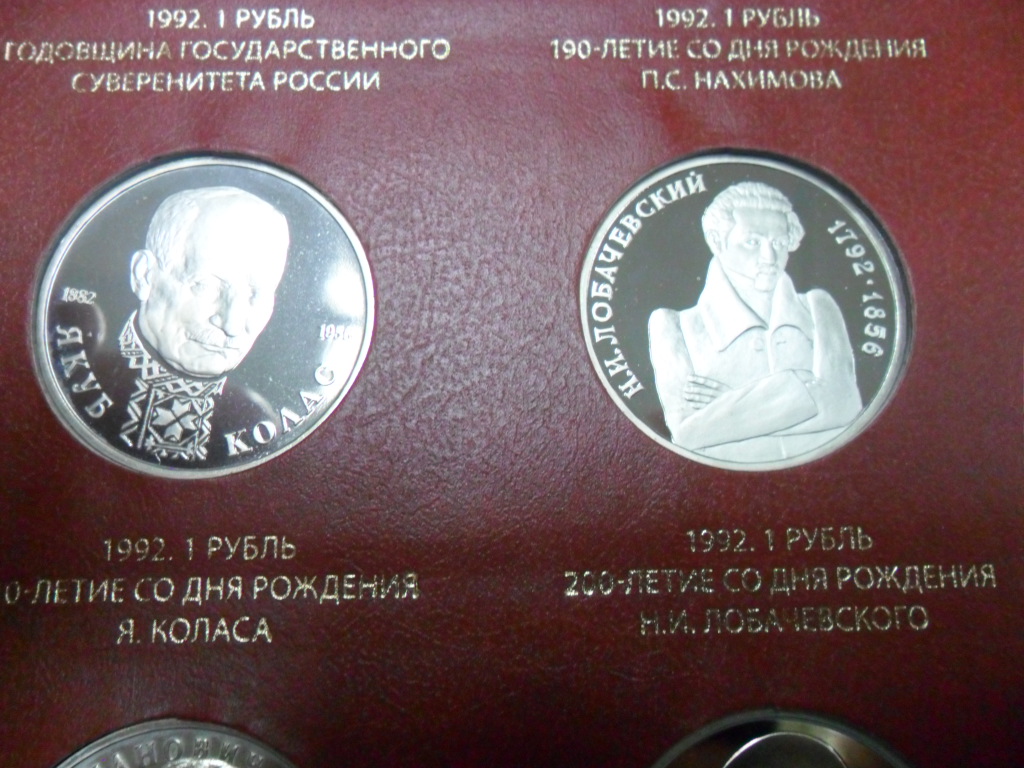 1992. 1 РУБЛЬ
ГОДОВЩИНА ГОСУДАРСТВЕННОГО
СУВЕРЕНИТЕТА РОССИИ
1992. 1 РУБЛЬ
190-ЛЕТИЕ СО ДНЯ РОЖДЕНИЯ
П.С. НАХИМОВА
1882
1956
ЯКУБ КОЛАС
Н.И.ЛОБАЧЕВСКИЙ
1792·1856
1992. 1 РУБЛЬ
0-ЛЕТИЕ СО ДНЯ РОЖДЕНИЯ
Я. КОЛАСА
1992. 1 РУБЛЬ
200-ЛЕТИЕ СО ДНЯ РОЖДЕНИЯ
Н.И. ЛОБАЧЕВСКОГО